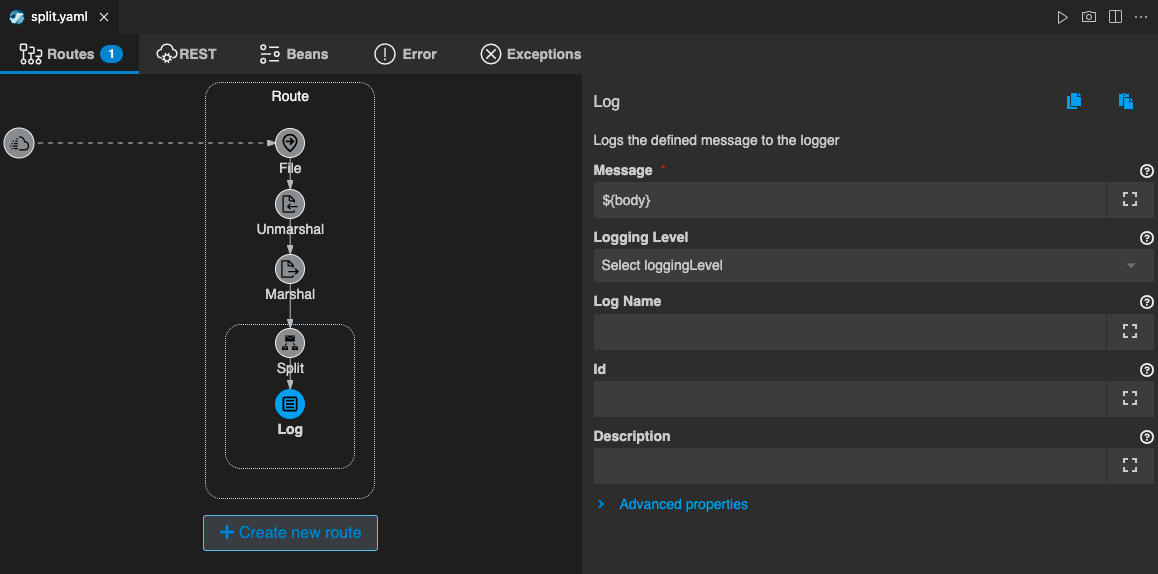 split.yaml
Routes 1 REST Beans Error Exceptions
Route
File
Unmarshal
Marshal
Split
Log
Create new route
Log
Logs the defined message to the logger
Message *
${body}
Logging Level
Select loggingLevel
Log Name
Id
Description
Advanced properties